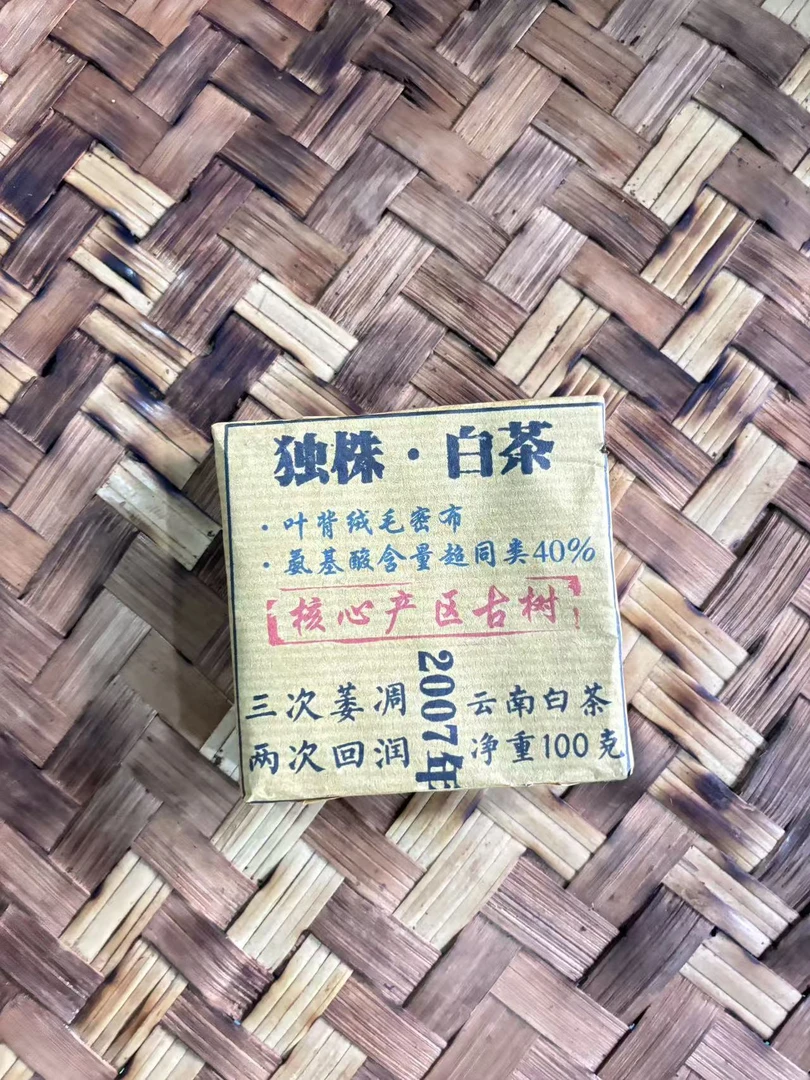 独株·白茶
·叶背绒毛密布
·氨基酸含量超同类40%
核心产区古树
三次萎凋
两次回润
2007年
云南白茶
净重100克